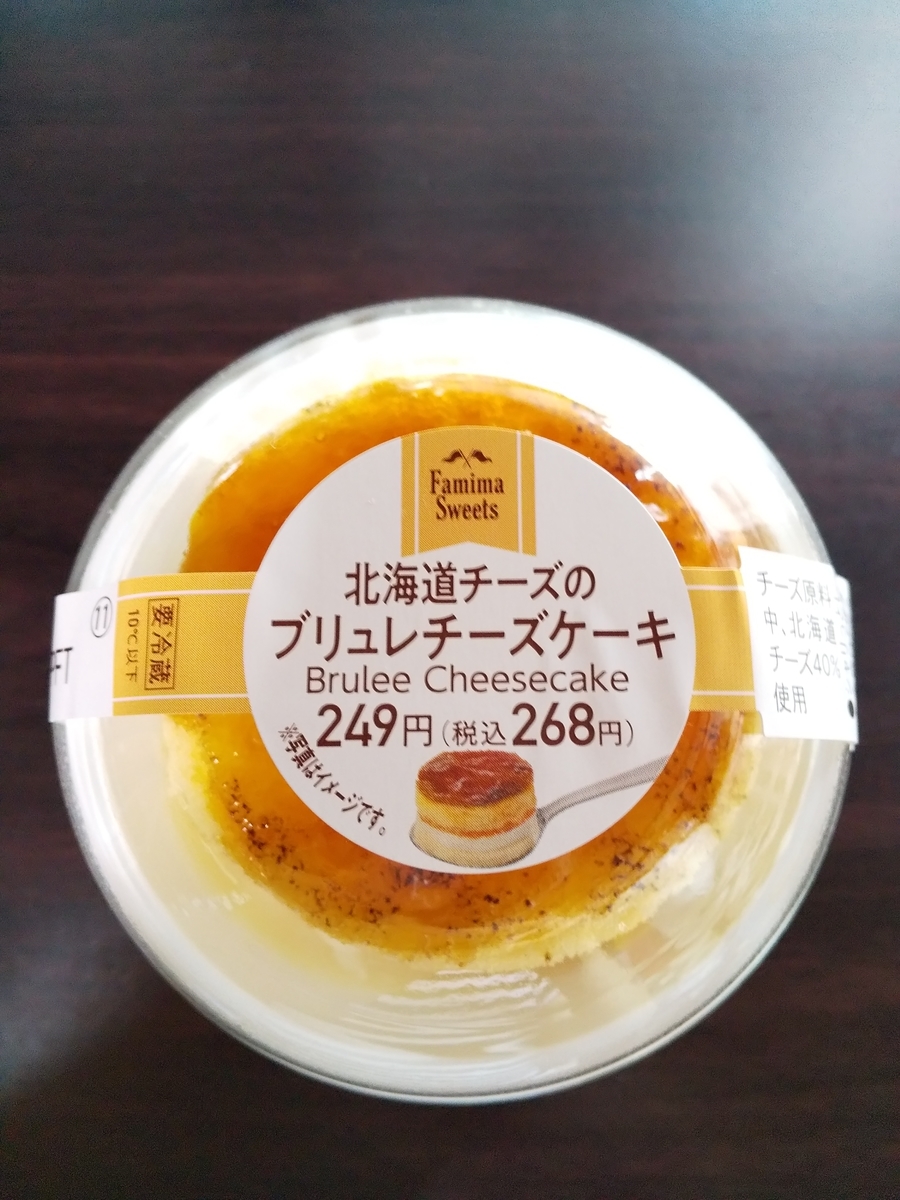 Famima
Sweets
北海道チーズの
ブリュレチーズケーキ
Brulee Cheesecake
249円(税込268円)
※写真はイメージです。
⑪
要冷蔵
10℃以下
チーズ原料
中、北海道
チーズ40%
使用